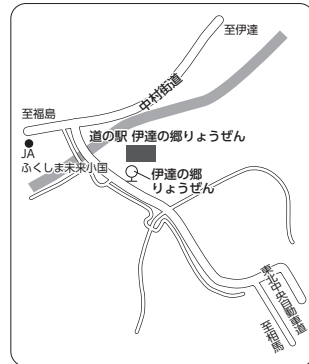 至伊達
中村街道
至福島
道の駅 伊達の郷りょうぜん
JA
ふくしま未来小国
伊達の郷
りょうぜん
東北中央自動車道
至相馬